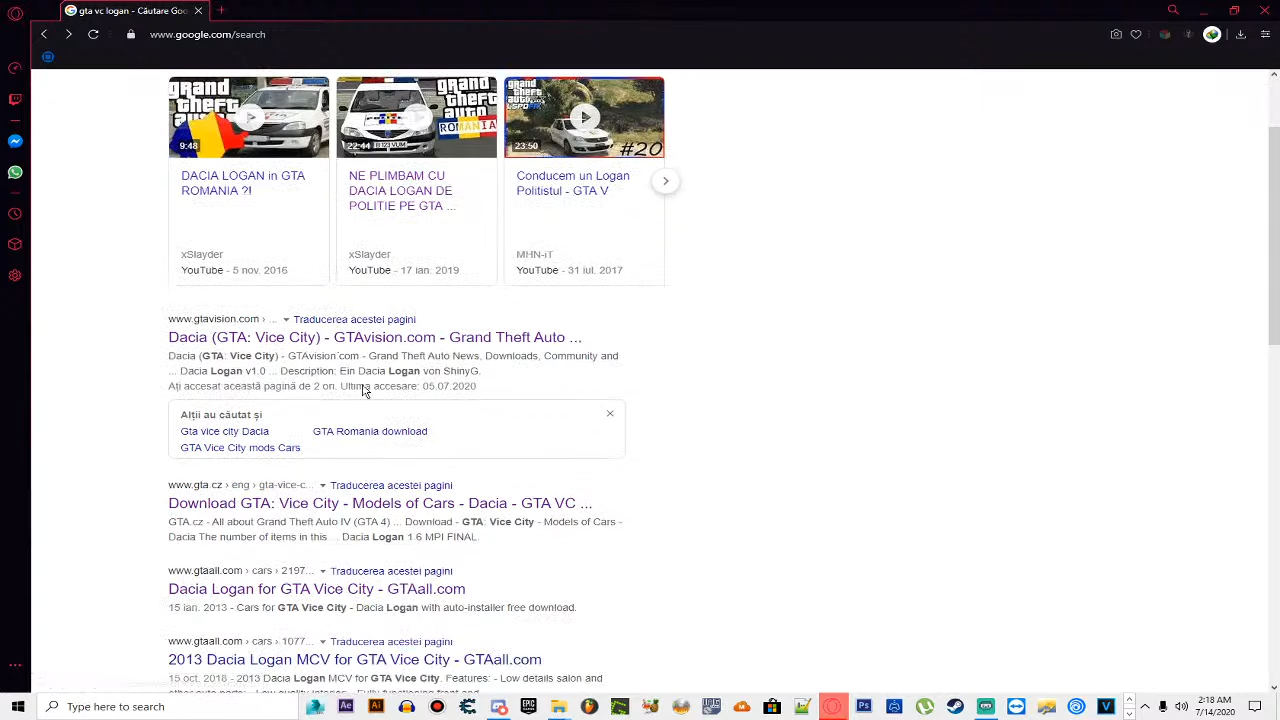 gta vc logan - Căutare Goo
www.google.com/search
9:48
22:44
ROMANIA
B 123 VUM
23:50
#20
DACIA LOGAN in GTA
ROMANIA ?!
NE PLIMBAM CU
DACIA LOGAN DE
POLITIE PE GTA ...
Conducem un Logan
Politistul - GTA V
xSlayder
YouTube - 5 nov. 2016
xSlayder
YouTube - 17 ian. 2019
MHN-iT
YouTube - 31 iul. 2017
www.gtavision.com › ... Traducerea acestei pagini
Dacia (GTA: Vice City) - GTAvision.com - Grand Theft Auto ...
Dacia (GTA: Vice City) - GTAvision.com - Grand Theft Auto News, Downloads, Community and
... Dacia Logan v1.0 ... Description: Ein Dacia Logan von ShinyG.
Ați accesat această pagină de 2 ori. Ultima accesare: 05.07.2020
Alții au căutat și
Gta vice city Dacia
GTA Romania download
GTA Vice City mods Cars
www.gta.cz › eng › gta-vice-c... Traducerea acestei pagini
Download GTA: Vice City - Models of Cars - Dacia - GTA VC ...
GTA.cz - All about Grand Theft Auto IV (GTA 4) ... Download - GTA: Vice City - Models of Cars -
Dacia The number of items in this ... Dacia Logan 1.6 MPI FINAL.
www.gtaall.com › cars › 2197... Traducerea acestei pagini
Dacia Logan for GTA Vice City - GTAall.com
15 ian. 2013 - Cars for GTA Vice City - Dacia Logan with auto-installer free download.
www.gtaall.com › cars › 1077... Traducerea acestei pagini
2013 Dacia Logan MCV for GTA Vice City - GTAall.com
15 oct. 2018 - 2013 Dacia Logan MCV for GTA Vice City. Features: - Low details salon and
Type here to search
2:18 AM
7/14/2020